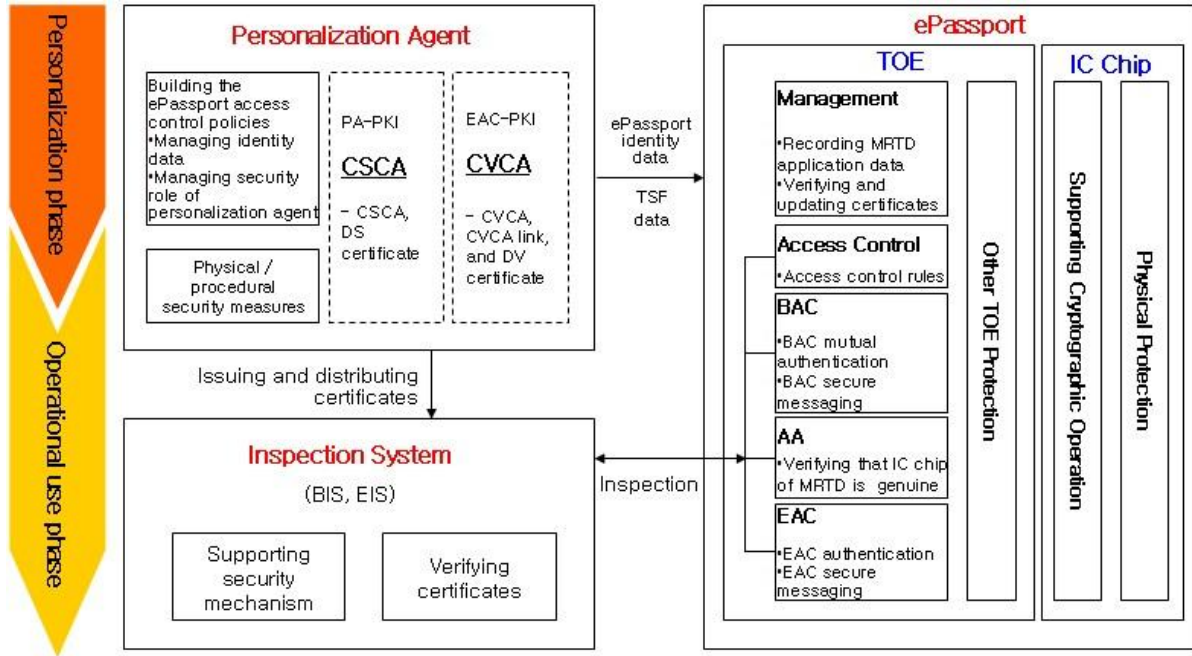 Personalization phase
Operational use phase
Personalization Agent
Building the
ePassport access
control policies
•Managing identity
data
•Managing security
role of
personalization agent
Physical /
procedural
security measures
PA-PKI
CSCA
- CSCA,
DS
certificate
EAC-PKI
CVCA
- CVCA,
CVCA link,
and DV
certificate
ePassport
identity
data
TSF
data
Issuing and distributing
certificates
Inspection System
(BIS, EIS)
Supporting
security
mechanism
Verifying
certificates
Inspection
ePassport
TOE
Management
•Recording MRTD
application data
•Verifying and
updating certificates
Access Control
•Access control rules
BAC
•BAC mutual
authentication
•BAC secure
messaging
AA
•Verifying that IC chip
of MRTD is genuine
EAC
•EAC authentication
•EAC secure
messaging
Other TOE Protection
IC Chip
Supporting Cryptographic Operation
Physical Protection